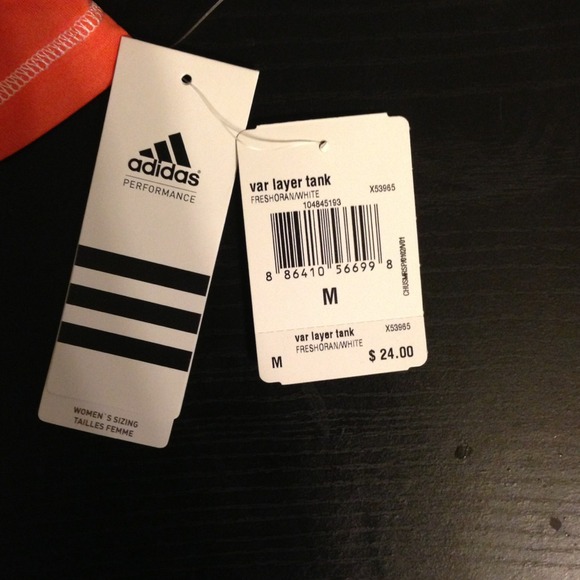 adidas
PERFORMANCE
WOMEN'S SIZING
TAILLES FEMME
var layer tank X53965
FRESHORAN/WHITE
104845193
8 86410 56699 8
M
var layer tank X53965
FRESHORAN/WHITE
M $ 24.00